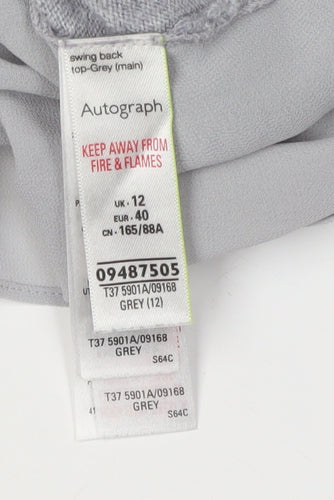 swing back
top-Grey (main)
Autograph
KEEP AWAY FROM
FIRE & FLAMES
UK • 12
EUR • 40
CN • 165/88A
09487505
T37 5901A/09168
GREY (12)
T37 5901A/09168
GREY
S64C
T37 5901A/09168
GREY
S64C